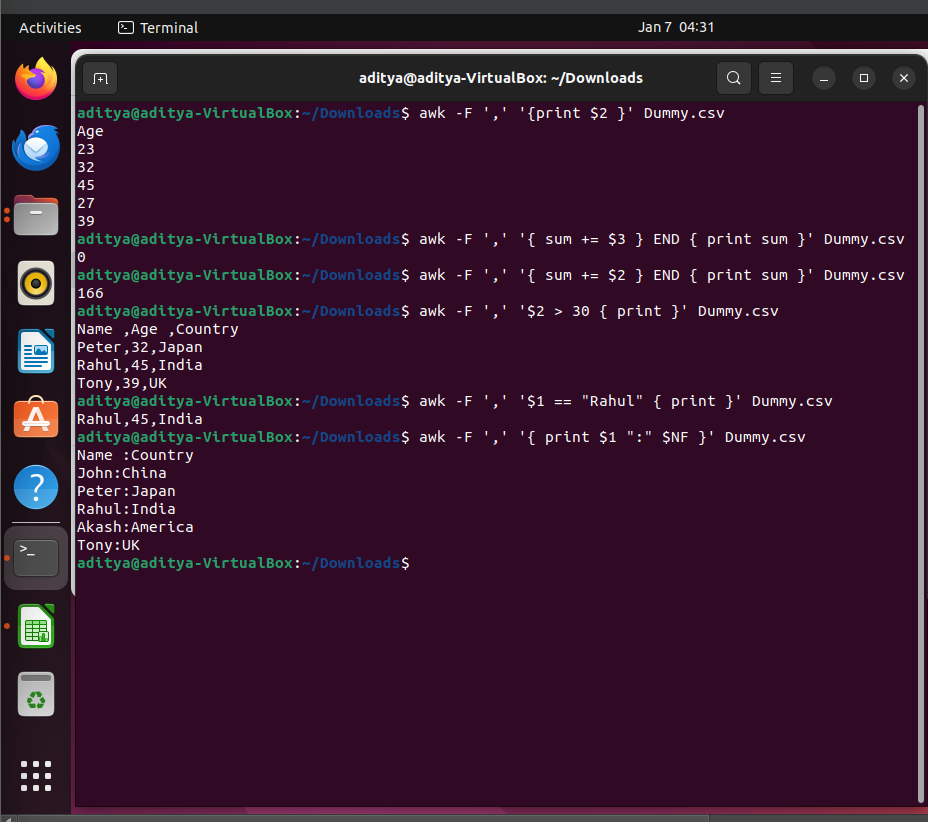 Activities Terminal Jan 7 04:31
aditya@aditya-VirtualBox: ~/Downloads
aditya@aditya-VirtualBox:~/Downloads$ awk -F ',' '{print $2 }' Dummy.csv
Age
23
32
45
27
39
aditya@aditya-VirtualBox:~/Downloads$ awk -F ',' '{ sum += $3 } END { print sum }' Dummy.csv
0
aditya@aditya-VirtualBox:~/Downloads$ awk -F ',' '{ sum += $2 } END { print sum }' Dummy.csv
166
aditya@aditya-VirtualBox:~/Downloads$ awk -F ',' '$2 > 30 { print }' Dummy.csv
Name ,Age ,Country
Peter,32,Japan
Rahul,45,India
Tony,39,UK
aditya@aditya-VirtualBox:~/Downloads$ awk -F ',' '$1 == "Rahul" { print }' Dummy.csv
Rahul,45,India
aditya@aditya-VirtualBox:~/Downloads$ awk -F ',' '{ print $1 ":" $NF }' Dummy.csv
Name :Country
John:China
Peter:Japan
Rahul:India
Akash:America
Tony:UK
aditya@aditya-VirtualBox:~/Downloads$